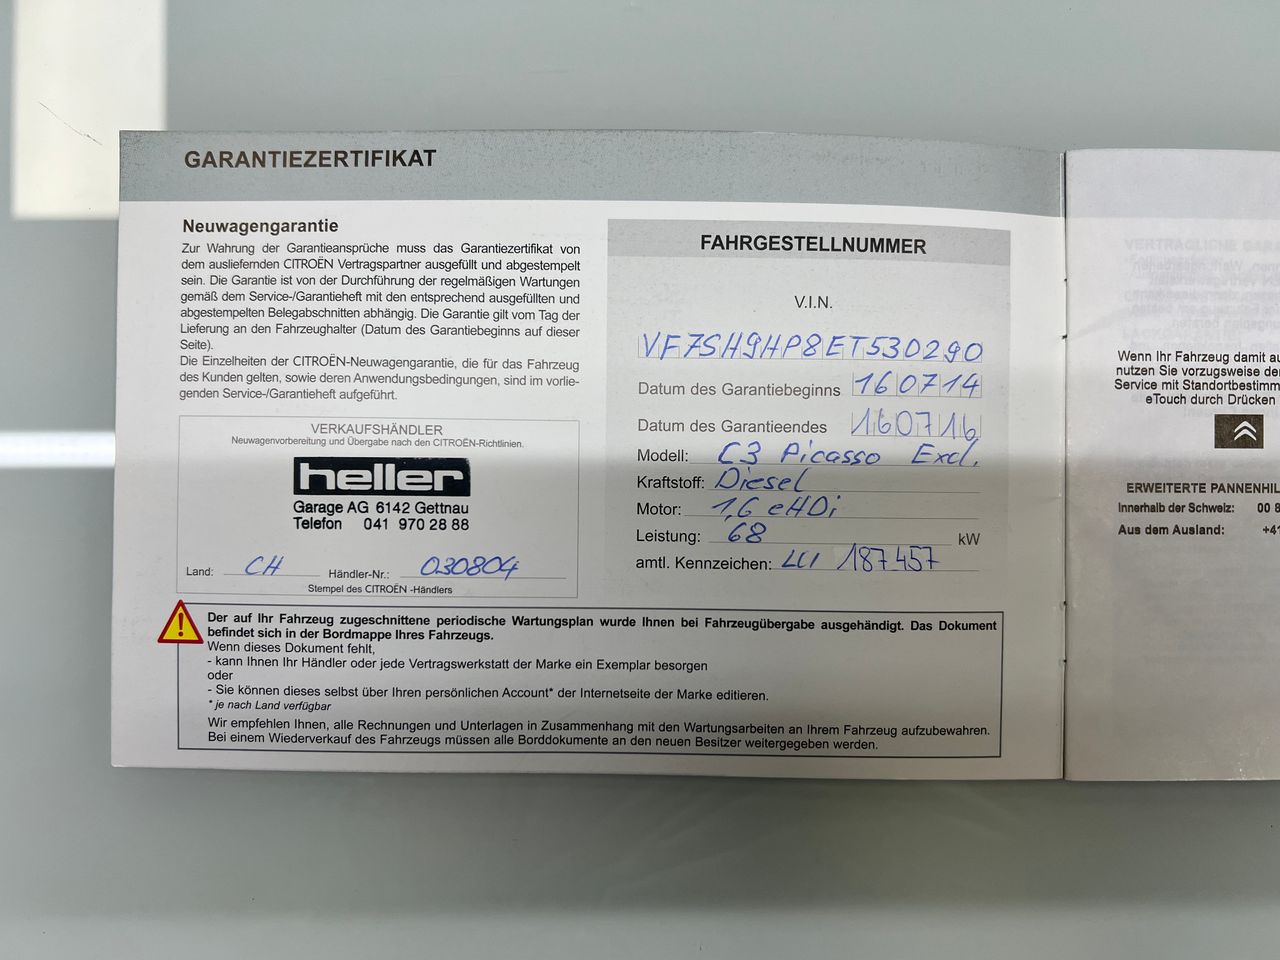 GARANTIEZERTIFIKAT
Neuwagengarantie
Zur Wahrung der Garantieansprüche muss das Garantiezertifikat von
dem ausliefernden CITROËN Vertragspartner ausgefüllt und abgestempelt
sein. Die Garantie ist von der Durchführung der regelmäßigen Wartungen
gemäß dem Service-/Garantieheft mit den entsprechend ausgefüllten und
abgestempelten Belegabschnitten abhängig. Die Garantie gilt vom Tag der
Lieferung an den Fahrzeughalter (Datum des Garantiebeginns auf dieser
Seite).
Die Einzelheiten der CITROËN-Neuwagengarantie, die für das Fahrzeug
des Kunden gelten, sowie deren Anwendungsbedingungen, sind im vorlie-
genden Service-/Garantieheft aufgeführt.
VERKAUFSHÄNDLER
Neuwagenvorbereitung und Übergabe nach den CITROËN-Richtlinien.
heller
Garage AG 6142 Gettnau
Telefon 041 970 28 88
Land: CH Händler-Nr.: 030804
Stempel des CITROËN -Händlers
FAHRGESTELLNUMMER
V.I.N.
VF7SH9HP8ET530290
Datum des Garantiebeginns 160714
Datum des Garantieendes 160716
Modell: C3 Picasso Excl.
Kraftstoff: Diesel
Motor: 1,6 eHDi
Leistung: 68 kW
amtl. Kennzeichen: LU 187457
Der auf Ihr Fahrzeug zugeschnittene periodische Wartungsplan wurde Ihnen bei Fahrzeugübergabe ausgehändigt. Das Dokument
befindet sich in der Bordmappe Ihres Fahrzeugs.
Wenn dieses Dokument fehlt,
- kann Ihnen Ihr Händler oder jede Vertragswerkstatt der Marke ein Exemplar besorgen
oder
- Sie können dieses selbst über Ihren persönlichen Account* der Internetseite der Marke editieren.
* je nach Land verfügbar
Wir empfehlen Ihnen, alle Rechnungen und Unterlagen in Zusammenhang mit den Wartungsarbeiten an Ihrem Fahrzeug aufzubewahren.
Bei einem Wiederverkauf des Fahrzeugs müssen alle Borddokumente an den neuen Besitzer weitergegeben werden.
Wenn Ihr Fahrzeug damit au
nutzen Sie vorzugsweise de
Service mit Standortbestimm
eTouch durch Drücken
ERWEITERTE PANNENHIL
Innerhalb der Schweiz: 00 8
Aus dem Ausland: +41